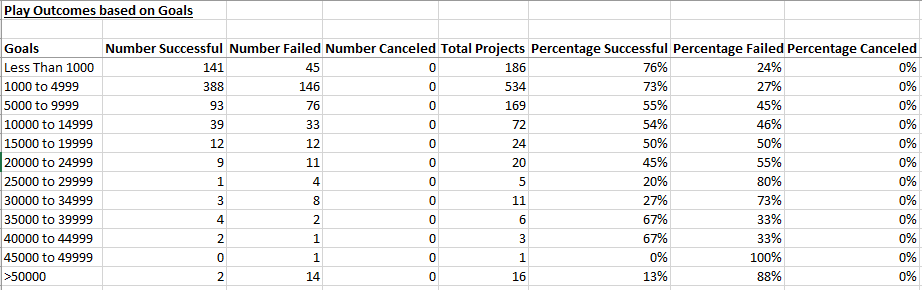 Play Outcomes based on Goals
Goals Number Successful Number Failed Number Canceled Total Projects Percentage Successful Percentage Failed Percentage Canceled
Less Than 1000 141 45 0 186 76% 24% 0%
1000 to 4999 388 146 0 534 73% 27% 0%
5000 to 9999 93 76 0 169 55% 45% 0%
10000 to 14999 39 33 0 72 54% 46% 0%
15000 to 19999 12 12 0 24 50% 50% 0%
20000 to 24999 9 11 0 20 45% 55% 0%
25000 to 29999 1 4 0 5 20% 80% 0%
30000 to 34999 3 8 0 11 27% 73% 0%
35000 to 39999 4 2 0 6 67% 33% 0%
40000 to 44999 2 1 0 3 67% 33% 0%
45000 to 49999 0 1 0 1 0% 100% 0%
>50000 2 14 0 16 13% 88% 0%